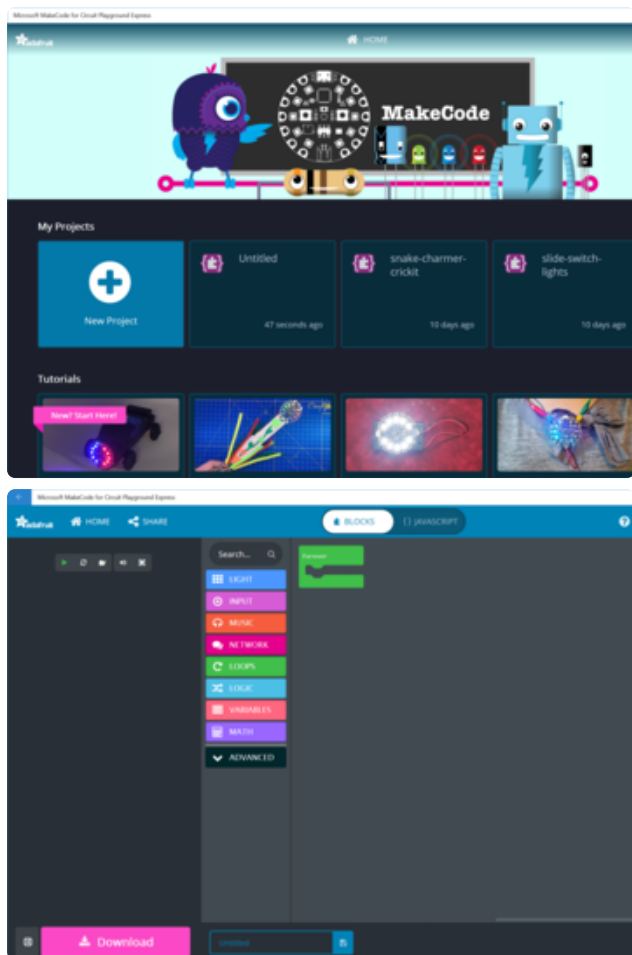 Microsoft MakeCode for Circuit Playground Express
adafruit
HOME
MakeCode
My Projects
New Project
Untitled
47 seconds ago
snake-charmer-
crickit
10 days ago
slide-switch-
lights
10 days ago
Tutorials
New? Start Here!
Microsoft MakeCode for Circuit Playground Express
adafruit
HOME
SHARE
BLOCKS
{} JAVASCRIPT
Search...
LIGHT
INPUT
MUSIC
NETWORK
LOOPS
LOGIC
VARIABLES
MATH
ADVANCED
forever
Download
Untitled